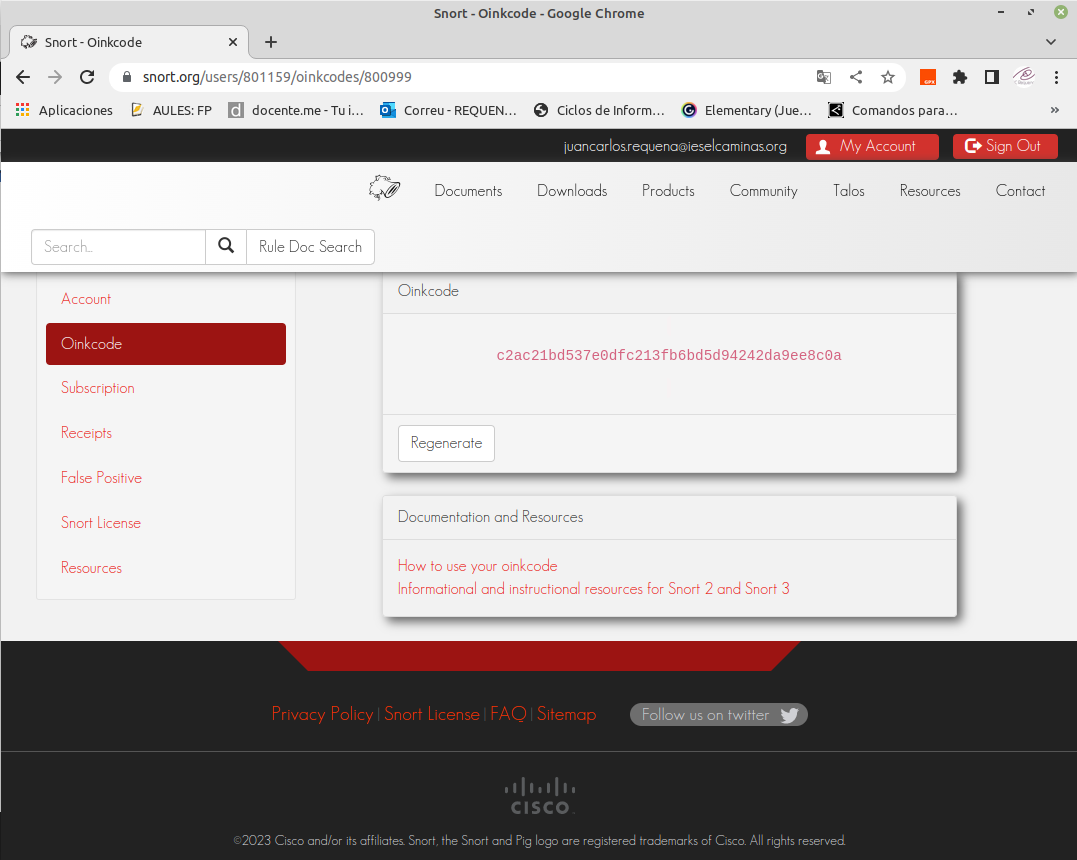 Snort - Oinkcode - Google Chrome
Snort - Oinkcode
snort.org/users/801159/oinkcodes/800999
Aplicaciones AULES: FP docente.me - Tu i... Correu - REQUEN... Ciclos de Inform... Elementary (Jue... Comandos para... »
juancarlos.requena@ieselcaminas.org My Account Sign Out
Documents Downloads Products Community Talos Resources Contact
Search... Rule Doc Search
Account
Oinkcode
Subscription
Receipts
False Positive
Snort License
Resources
Oinkcode
c2ac21bd537e0dfc213fb6bd5d94242da9ee8c0a
Regenerate
Documentation and Resources
How to use your oinkcode
Informational and instructional resources for Snort 2 and Snort 3
Privacy Policy | Snort License | FAQ | Sitemap Follow us on twitter
CISCO
©2023 Cisco and/or its affiliates. Snort, the Snort and Pig logo are registered trademarks of Cisco. All rights reserved.